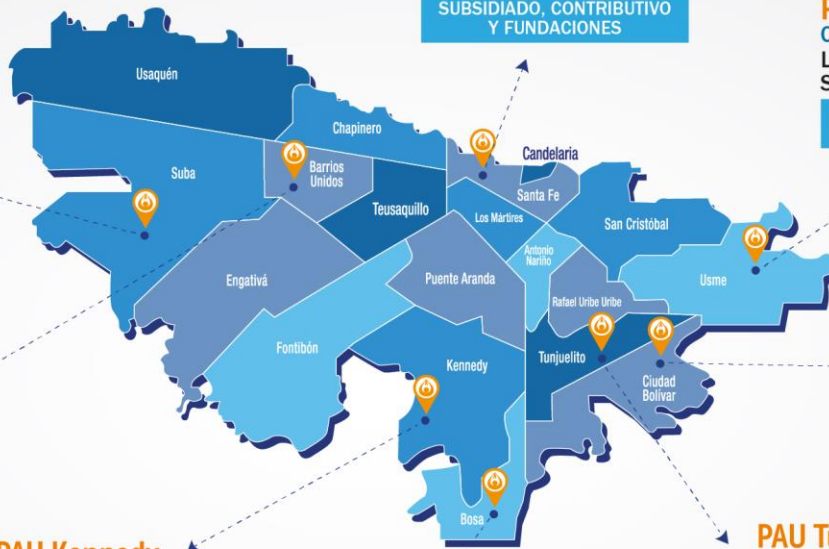 SUBSIDIADO, CONTRIBUTIVO
Y FUNDACIONES
Usaquén
Chapinero
Suba
Barrios
Unidos
Candelaria
Santa Fe
Teusaquillo
Los Mártires
San Cristóbal
Antonio
Nariño
Engativá
Puente Aranda
Usme
Rafael Uribe Uribe
Fontibón
Kennedy
Tunjuelito
Ciudad
Bolívar
Bosa
PAU Kennedy
PAU